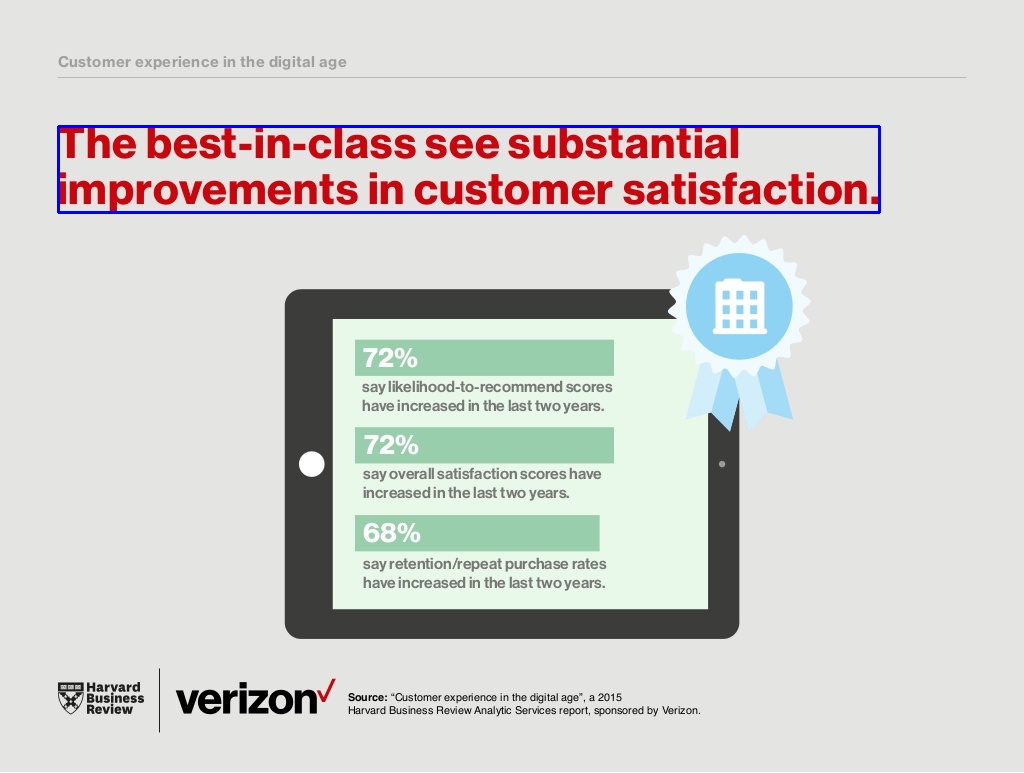 Customer experience in the digital age
The best-in-class see substantial
improvements in customer satisfaction.
72%
say likelihood-to-recommend scores
have increased in the last two years.
72%
say overall satisfaction scores have
increased in the last two years.
68%
say retention/repeat purchase rates
have increased in the last two years.
Harvard
Business
Review
verizon
Source: “Customer experience in the digital age”, a 2015
Harvard Business Review Analytic Services report, sponsored by Verizon.